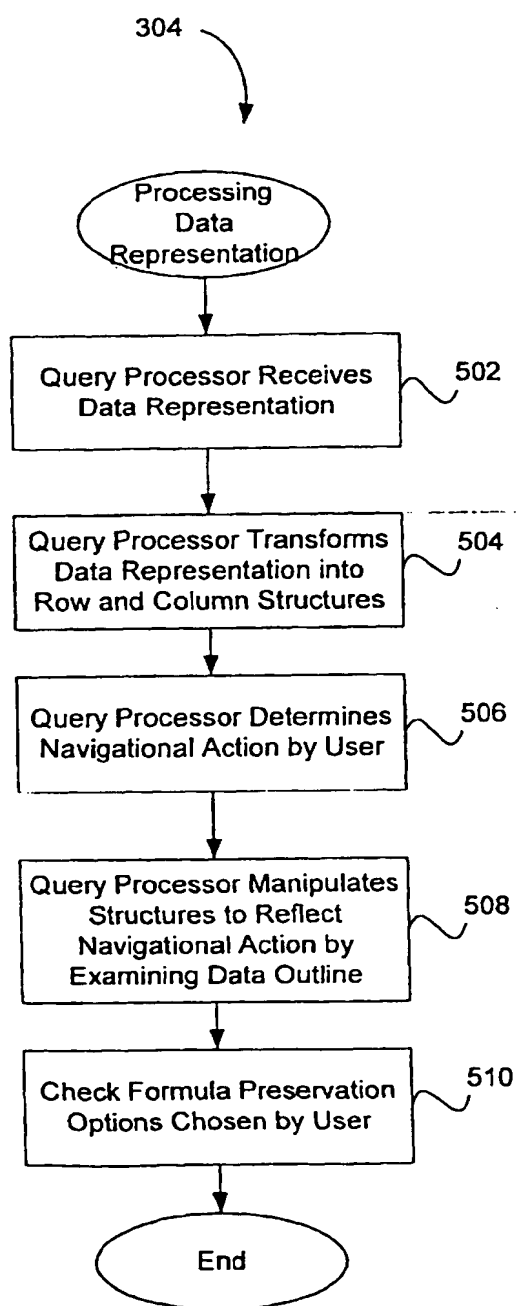 304
Processing
Data
Representation
Query Processor Receives
Data Representation
502
Query Processor Transforms
Data Representation into
Row and Column Structures
504
Query Processor Determines
Navigational Action by User
506
Query Processor Manipulates
Structures to Reflect
Navigational Action by
Examining Data Outline
508
Check Formula Preservation
Options Chosen by User
510
End